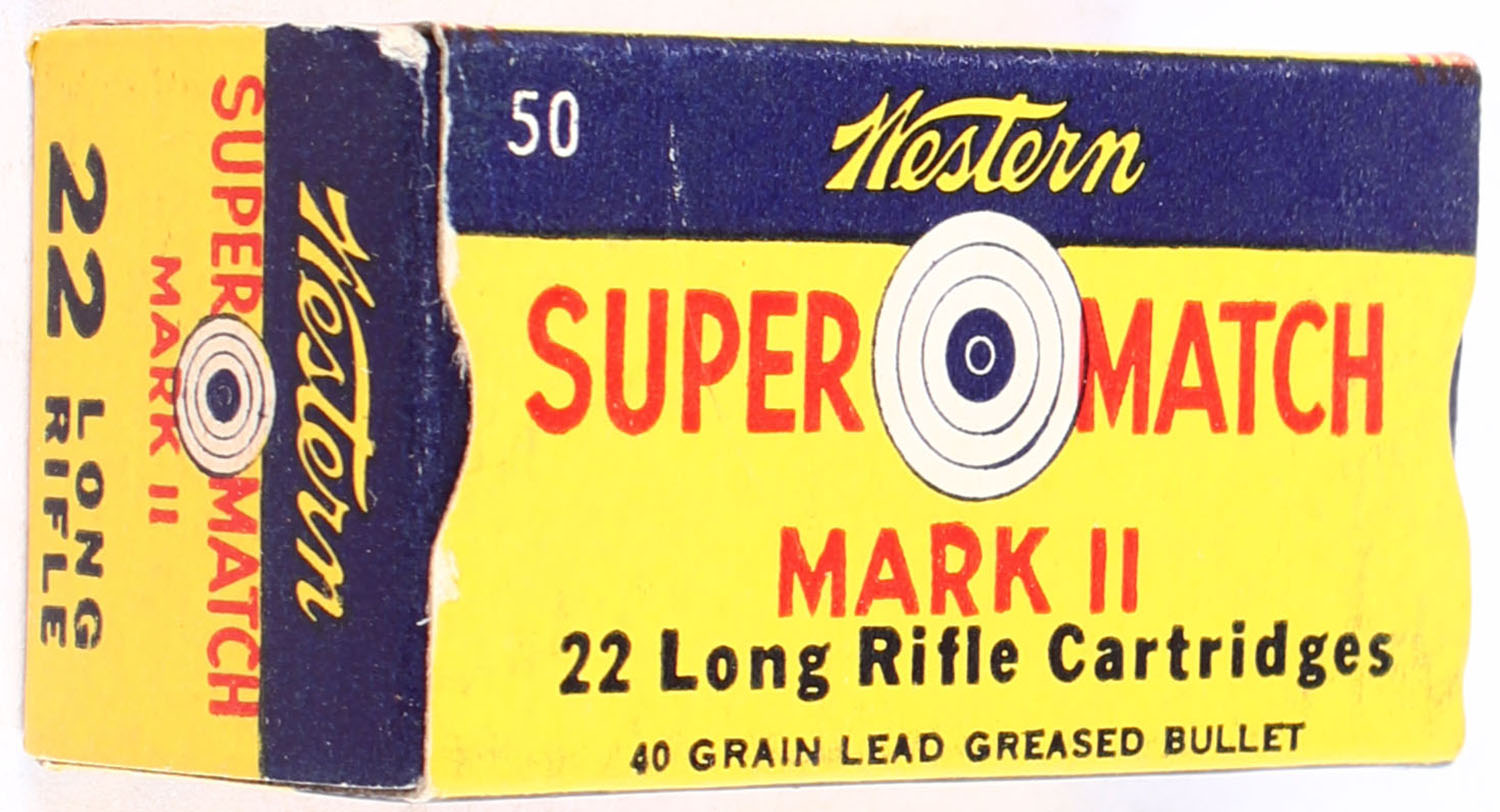 50
Western
SUPER MATCH
MARK II
22 Long Rifle Cartridges
40 GRAIN LEAD GREASED BULLET
Western
SUPER MATCH
MARK II
22 LONG
RIFLE